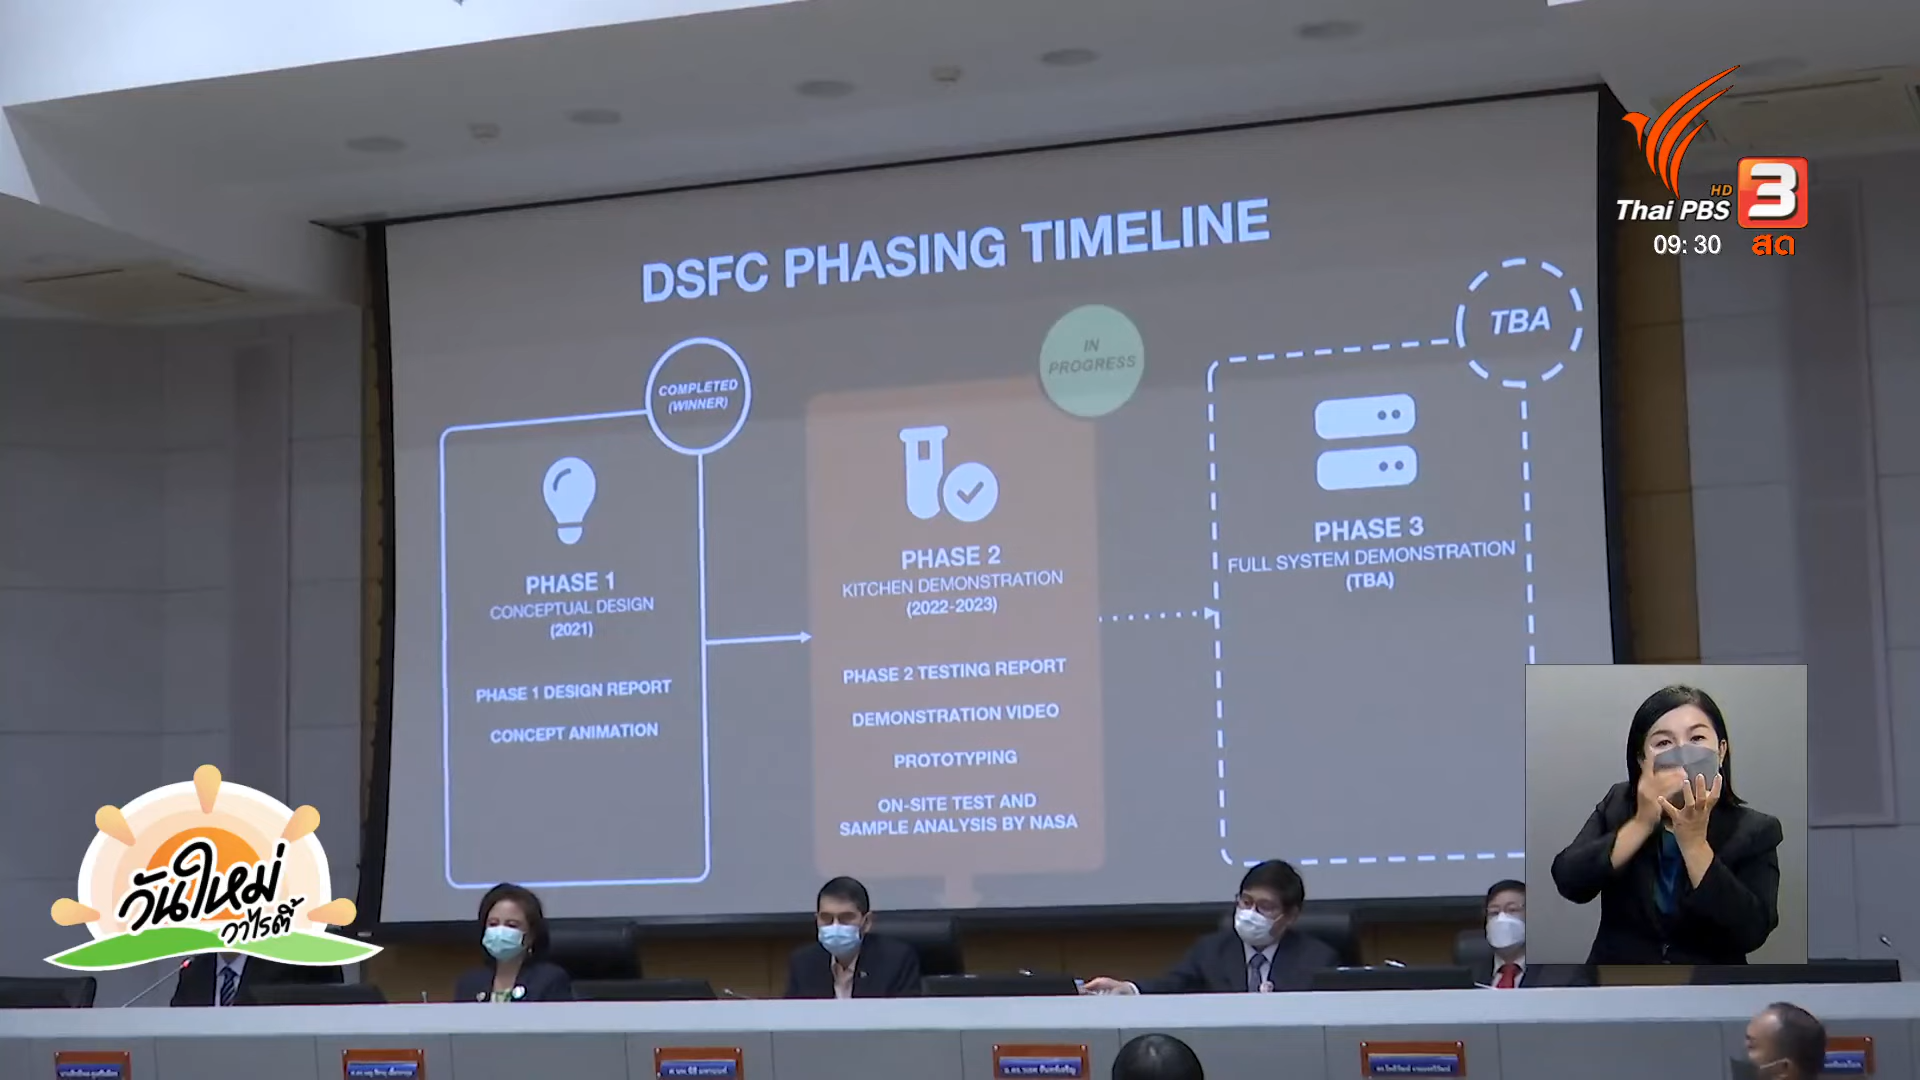 DSFC PHASING TIMELINE
COMPLETED
(WINNER)
PHASE 1
CONCEPTUAL DESIGN
(2021)
PHASE 1 DESIGN REPORT
CONCEPT ANIMATION
IN
PROGRESS
PHASE 2
KITCHEN DEMONSTRATION
(2022-2023)
PHASE 2 TESTING REPORT
DEMONSTRATION VIDEO
PROTOTYPING
ON-SITE TEST AND
SAMPLE ANALYSIS BY NASA
TBA
PHASE 3
FULL SYSTEM DEMONSTRATION
(TBA)
HD
Thai PBS 3
09:30 สด
วันใหม่
วาไรตี้